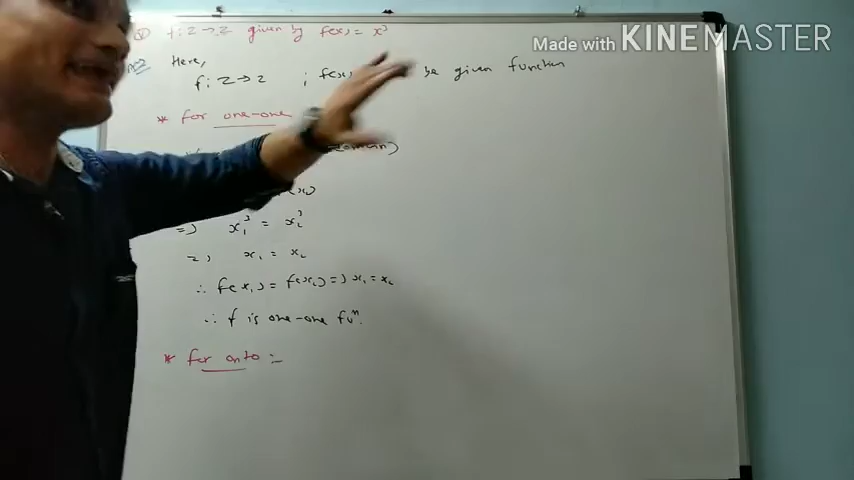 f: Z → Z given by f(x) = x³
Made with KINEMASTER
Here,
f: Z → Z ; f(x) be given function
* for one-one
=) x₁³ = x₂³
=) x₁ = x₂
∴ f(x₁) = f(x₂) =) x₁ = x₂
∴ f is one-one fuⁿ.
* for onto :-